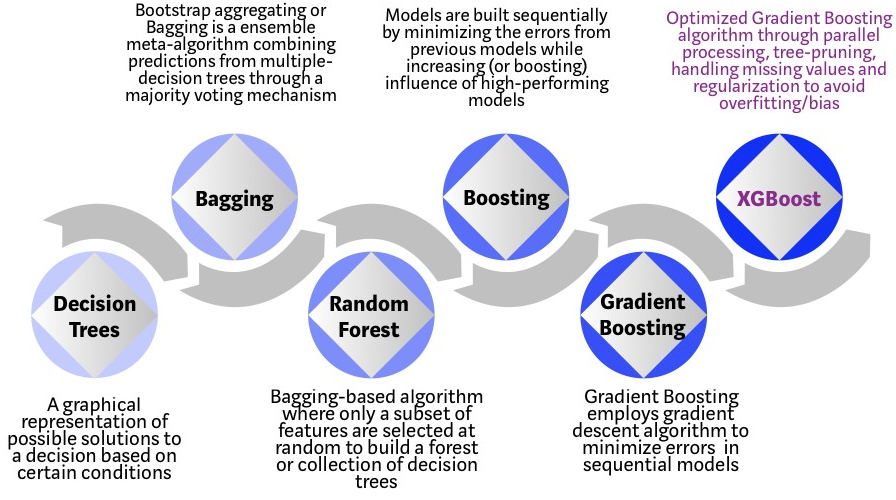 Bootstrap aggregating or
Bagging is a ensemble
meta-algorithm combining
predictions from multiple-
decision trees through a
majority voting mechanism
Models are built sequentially
by minimizing the errors from
previous models while
increasing (or boosting)
influence of high-performing
models
Optimized Gradient Boosting
algorithm through parallel
processing, tree-pruning,
handling missing values and
regularization to avoid
overfitting/bias
Bagging
Boosting
XGBoost
Decision
Trees
Random
Forest
Gradient
Boosting
A graphical
representation of
possible solutions to
a decision based on
certain conditions
Bagging-based algorithm
where only a subset of
features are selected at
random to build a forest
or collection of decision
trees
Gradient Boosting
employs gradient
descent algorithm to
minimize errors in
sequential models